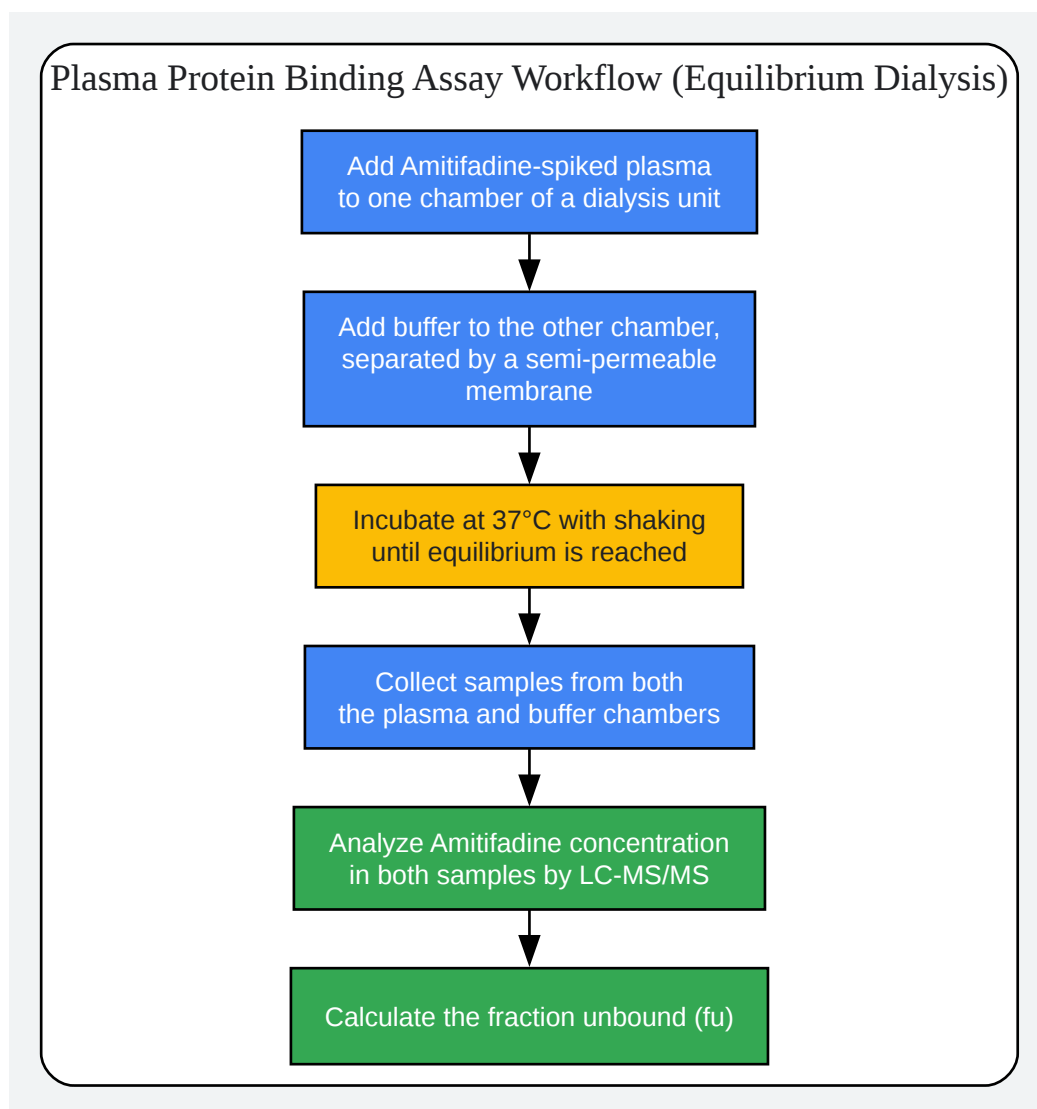 Plasma Protein Binding Assay Workflow (Equilibrium Dialysis)
Add Amitifadine-spiked plasma
to one chamber of a dialysis unit
Add buffer to the other chamber,
separated by a semi-permeable
membrane
Incubate at 37°C with shaking
until equilibrium is reached
Collect samples from both
the plasma and buffer chambers
Analyze Amitifadine concentration
in both samples by LC-MS/MS
Calculate the fraction unbound (fu)